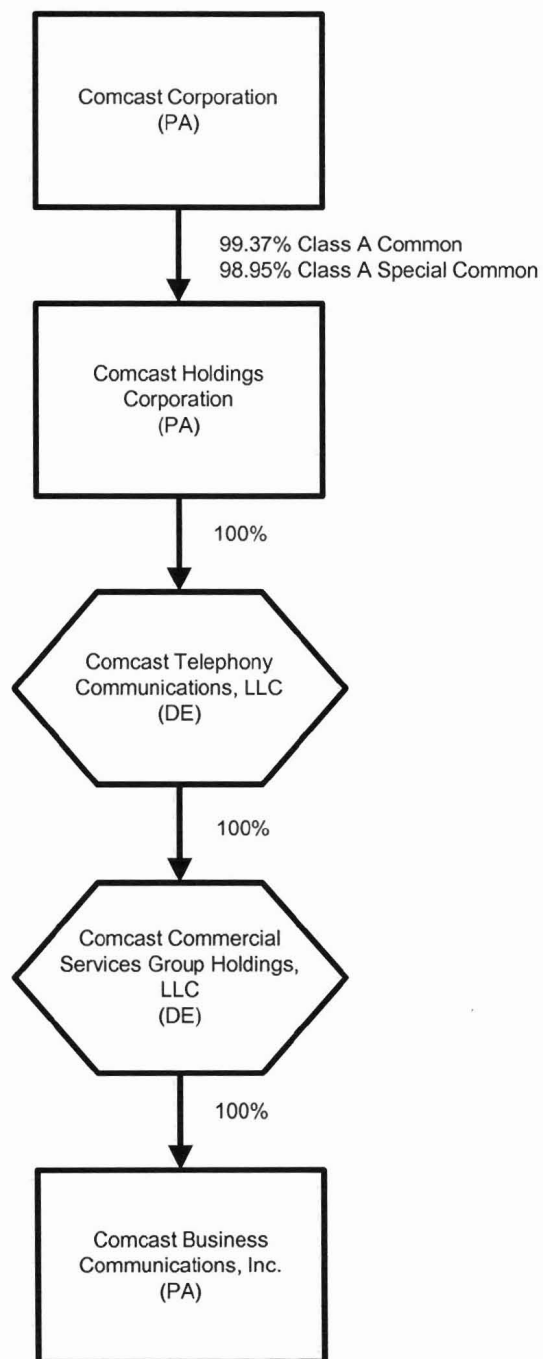 Comcast Corporation
(PA)
99.37% Class A Common
98.95% Class A Special Common
Comcast Holdings
Corporation
(PA)
100%
Comcast Telephony
Communications, LLC
(DE)
100%
Comcast Commercial
Services Group Holdings,
LLC
(DE)
100%
Comcast Business
Communications, Inc.
(PA)